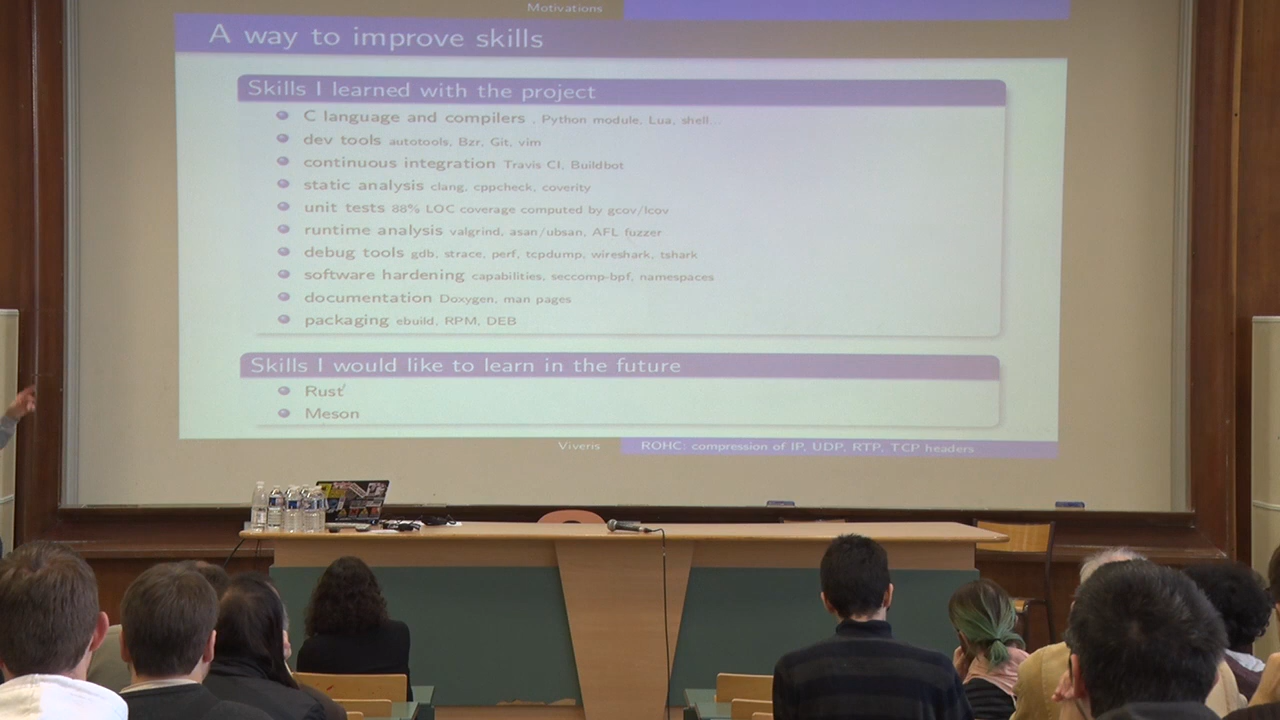 Motivations
A way to improve skills
Skills I learned with the project
C language and compilers , Python module, Lua, shell...
dev tools autotools, Bzr, Git, vim
continuous integration Travis CI, Buildbot
static analysis clang, cppcheck, coverity
unit tests 88% LOC coverage computed by gcov/lcov
runtime analysis valgrind, asan/ubsan, AFL fuzzer
debug tools gdb, strace, perf, tcpdump, wireshark, tshark
software hardening capabilities, seccomp-bpf, namespaces
documentation Doxygen, man pages
packaging ebuild, RPM, DEB
Skills I would like to learn in the future
Rust
Meson
Viveris ROHC: compression of IP, UDP, RTP, TCP headers